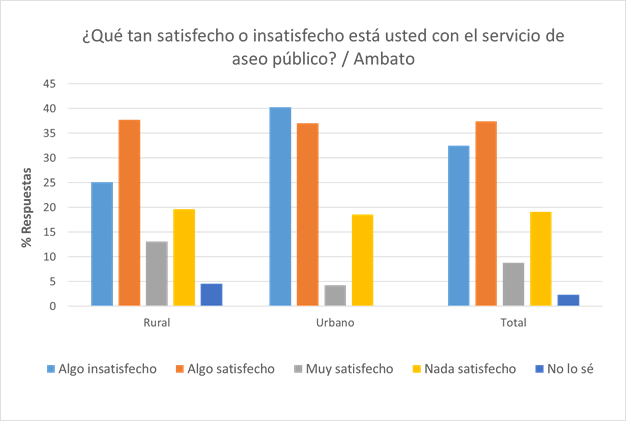 ¿Qué tan satisfecho o insatisfecho está usted con el servicio de
aseo público? / Ambato
% Respuestas
45
40
35
30
25
20
15
10
5
0
Rural
Urbano
Total
Algo insatisfecho
Algo satisfecho
Muy satisfecho
Nada satisfecho
No lo sé